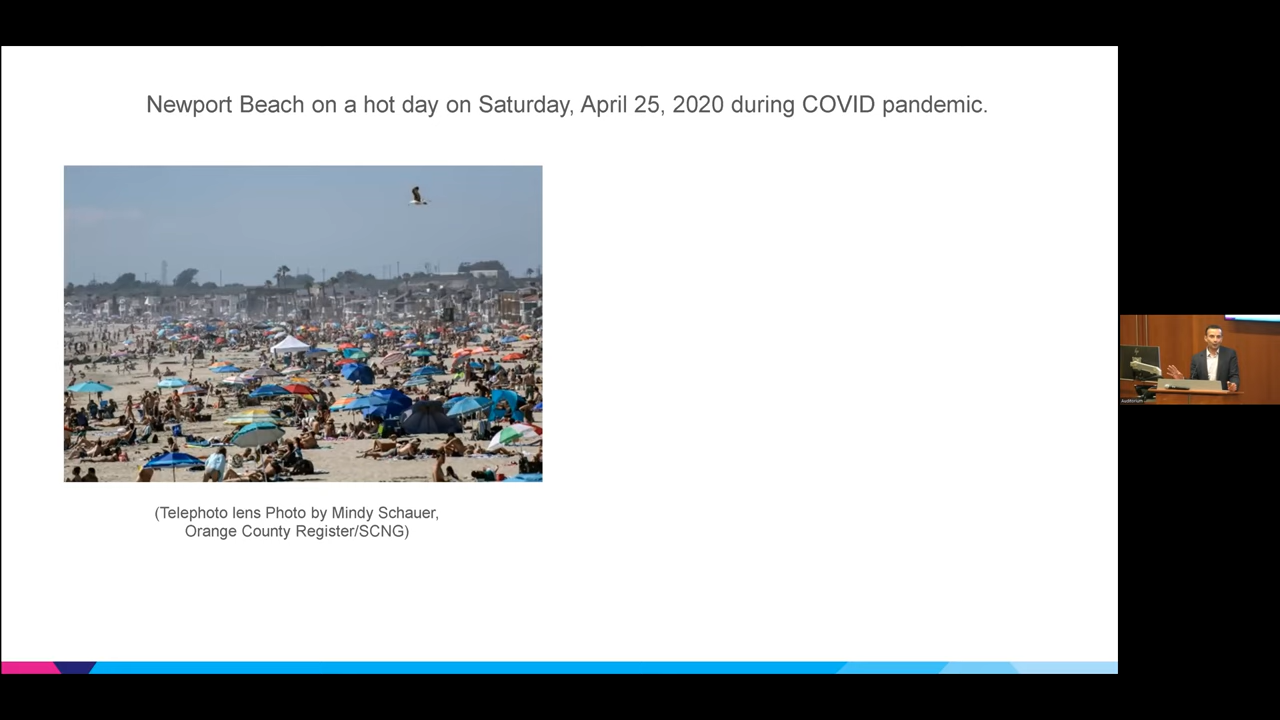 Newport Beach on a hot day on Saturday, April 25, 2020 during COVID pandemic.
(Telephoto lens Photo by Mindy Schauer,
Orange County Register/SCNG)
Auditorium